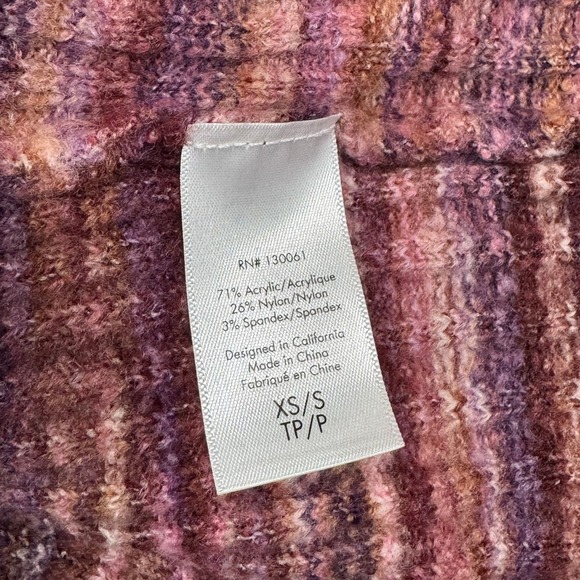 RN# 130061
71% Acrylic/Acrylique
26% Nylon/Nylon
3% Spandex/Spandex
Designed in California
Made in China
Fabriqué en Chine
XS/S
TP/P